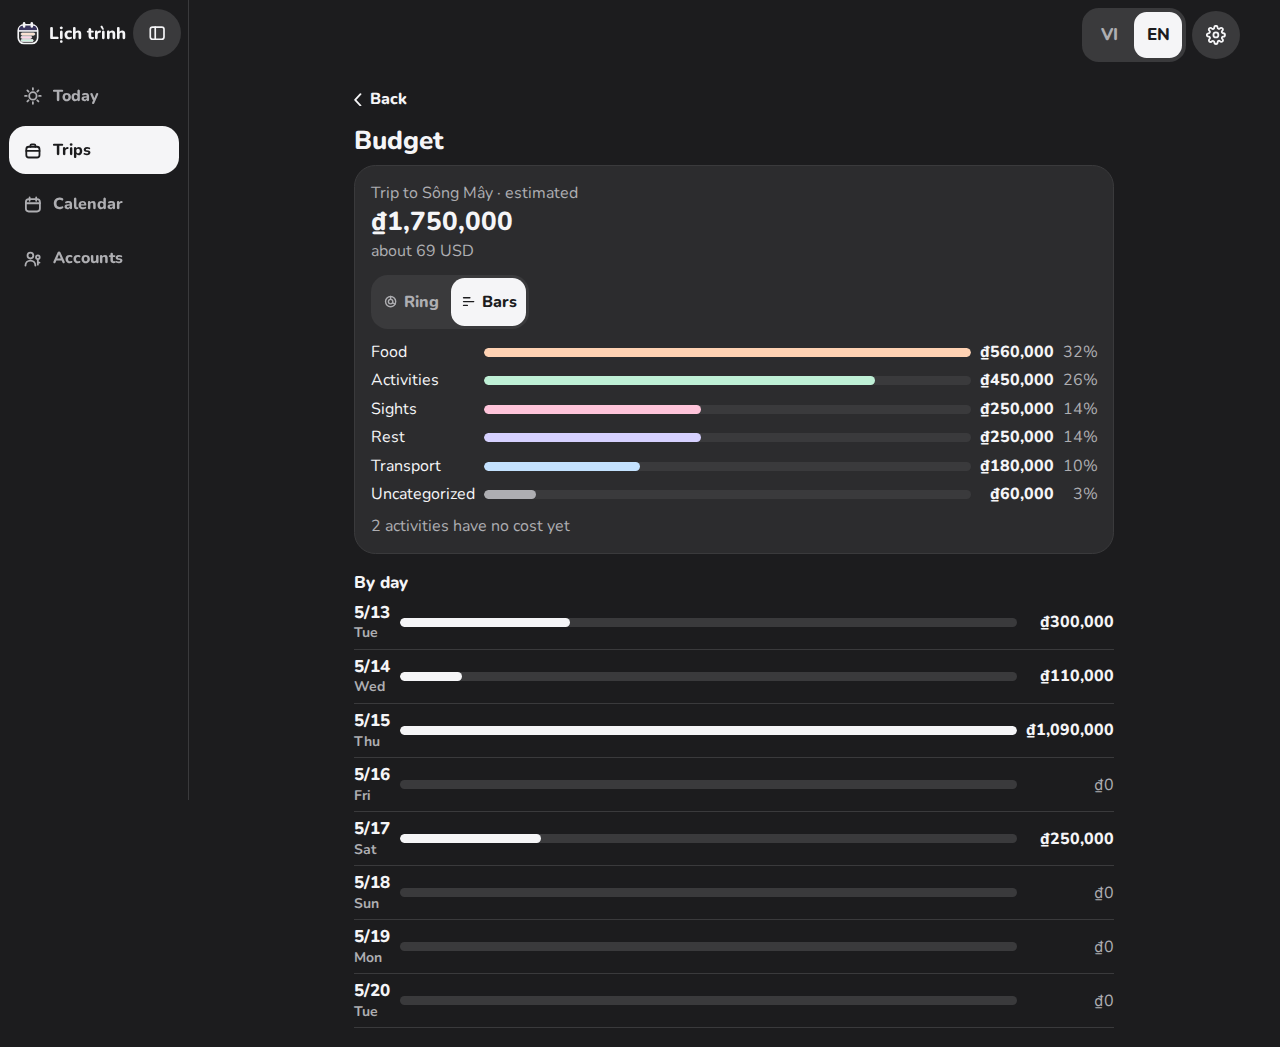 Lịch trình
VI
EN
Today
Trips
Calendar
Accounts
Back
Budget
Trip to Sông Mây · estimated
₫1,750,000
about 69 USD
Ring
Bars
Food ₫560,000 32%
Activities ₫450,000 26%
Sights ₫250,000 14%
Rest ₫250,000 14%
Transport ₫180,000 10%
Uncategorized ₫60,000 3%
2 activities have no cost yet
By day
5/13 ₫300,000
Tue
5/14 ₫110,000
Wed
5/15 ₫1,090,000
Thu
5/16 ₫0
Fri
5/17 ₫250,000
Sat
5/18 ₫0
Sun
5/19 ₫0
Mon
5/20 ₫0
Tue